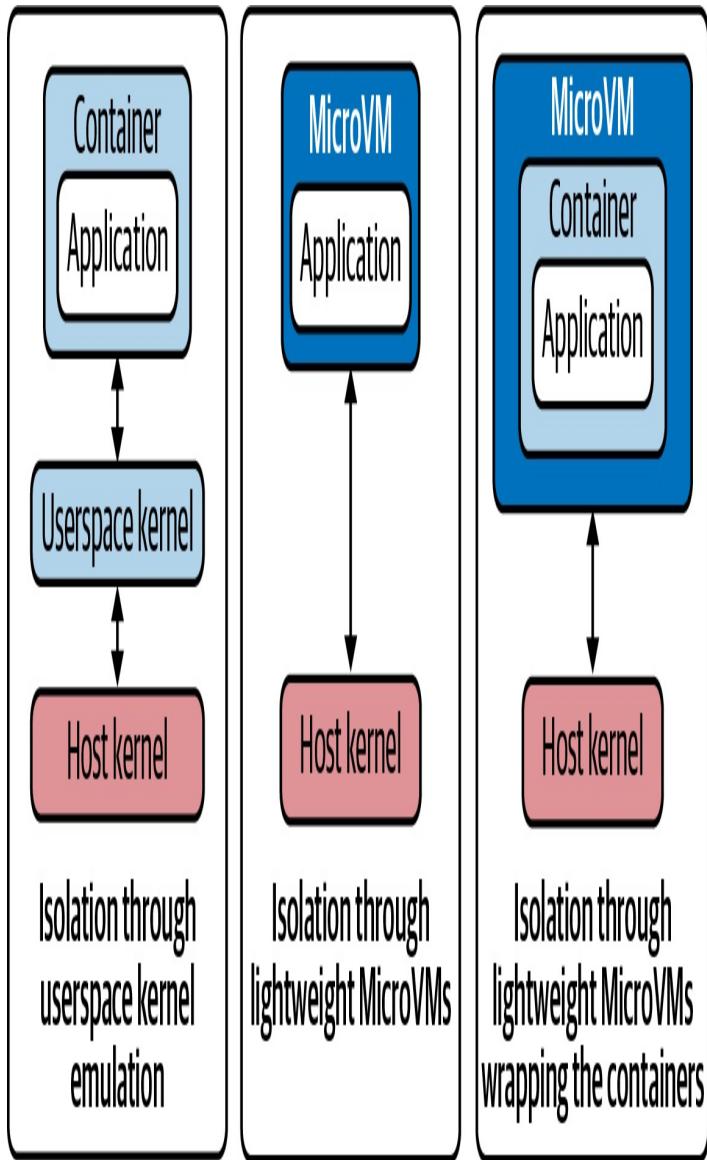 Container
Application
Userspace kernel
Host kernel
Isolation through
userspace kernel
emulation
MicroVM
Application
Host kernel
Isolation through
lightweight MicroVMs
MicroVM
Container
Application
Host kernel
Isolation through
lightweight MicroVMs
wrapping the containers